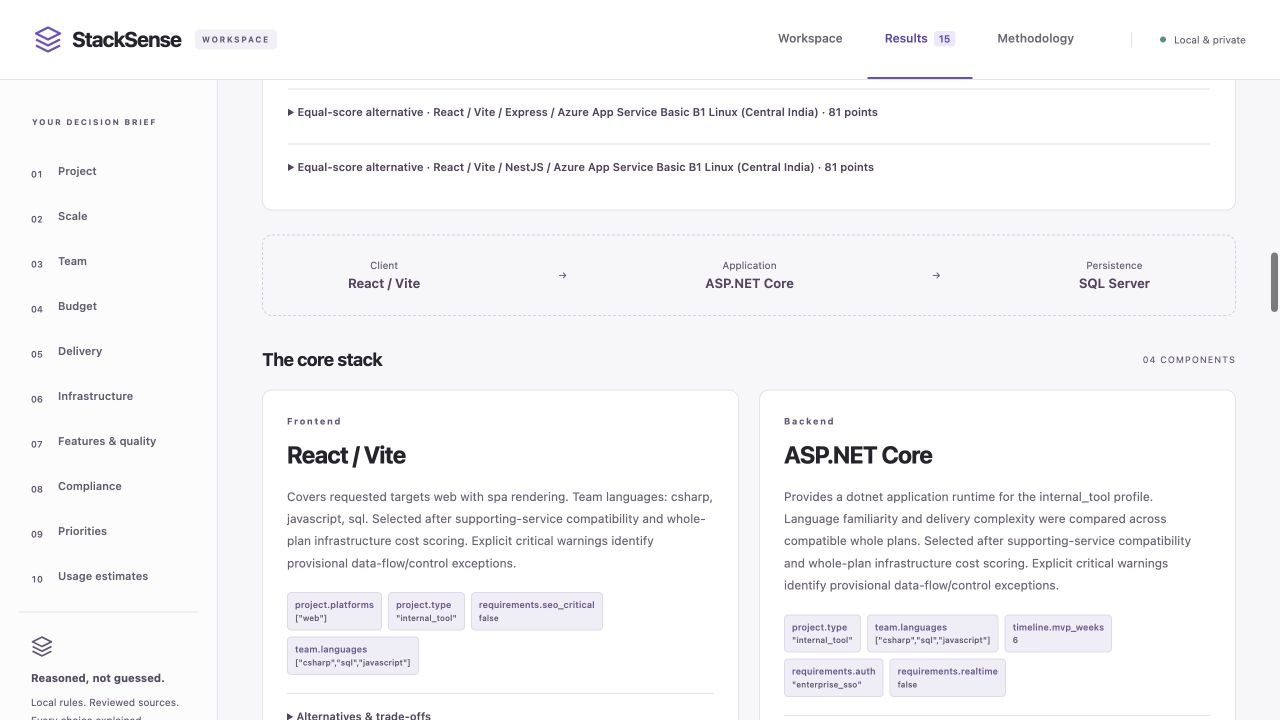 StackSense
WORKSPACE
Workspace
Results 15
Methodology
Local & private
YOUR DECISION BRIEF
01 Project
02 Scale
03 Team
04 Budget
05 Delivery
06 Infrastructure
07 Features & quality
08 Compliance
09 Priorities
10 Usage estimates
Reasoned, not guessed.
Local rules. Reviewed sources.
Every choice explained.
Equal-score alternative · React / Vite / Express / Azure App Service Basic B1 Linux (Central India) · 81 points
Equal-score alternative · React / Vite / NestJS / Azure App Service Basic B1 Linux (Central India) · 81 points
Client
React / Vite
→
Application
ASP.NET Core
→
Persistence
SQL Server
The core stack
04 COMPONENTS
Frontend
React / Vite
Covers requested targets web with spa rendering. Team languages: csharp,
javascript, sql. Selected after supporting-service compatibility and whole-
plan infrastructure cost scoring. Explicit critical warnings identify
provisional data-flow/control exceptions.
project.platforms
["web"]
project.type
"internal_tool"
requirements.seo_critical
false
team.languages
["csharp","sql","javascript"]
Alternatives & trade-offs
Backend
ASP.NET Core
Provides a dotnet application runtime for the internal_tool profile.
Language familiarity and delivery complexity were compared across
compatible whole plans. Selected after supporting-service compatibility
and whole-plan infrastructure cost scoring. Explicit critical warnings
identify provisional data-flow/control exceptions.
project.type
"internal_tool"
team.languages
["csharp","sql","javascript"]
timeline.mvp_weeks
6
requirements.auth
"enterprise_sso"
requirements.realtime
false